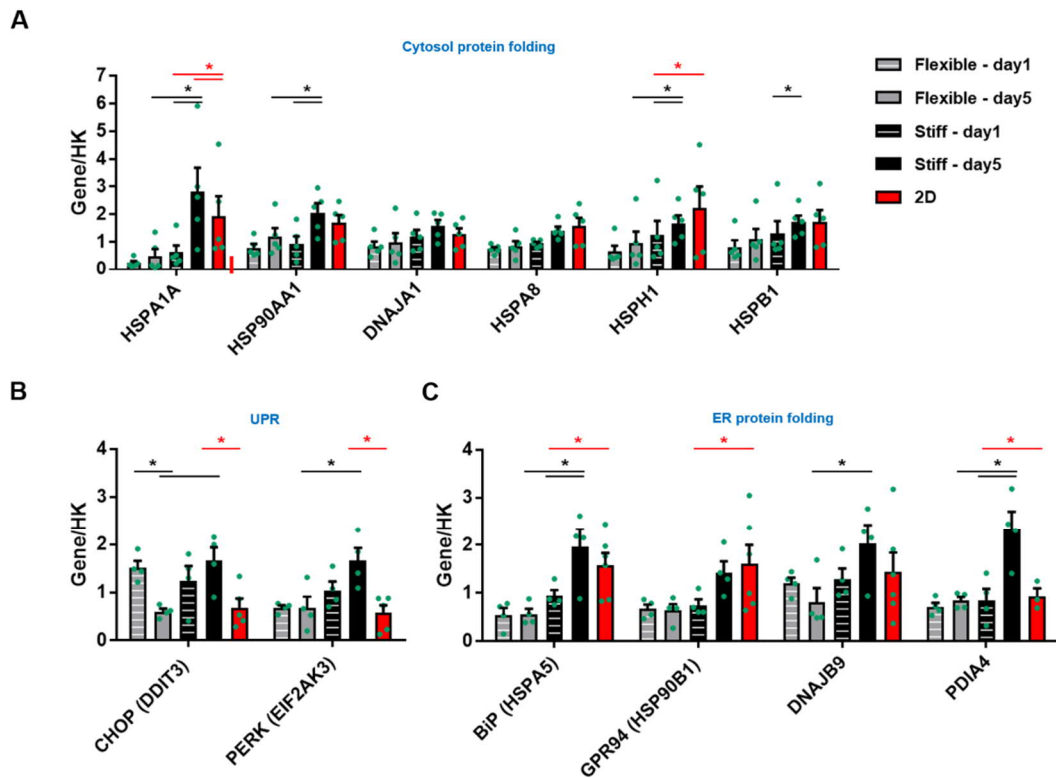 A
Cytosol protein folding
Gene/HK
7
6
5
4
3
2
1
0
* * * * * *
HSPA1A
HSP90AA1
DNAJA1
HSPA8
HSPH1
HSPB1
Flexible - day1
Flexible - day5
Stiff - day1
Stiff - day5
2D
B
UPR
Gene/HK
4
3
2
1
0
* * * *
CHOP (DDIT3)
PERK (EIF2AK3)
C
ER protein folding
Gene/HK
4
3
2
1
0
* * * * * *
BiP (HSPA5)
GPR94 (HSP90B1)
DNAJB9
PDIA4